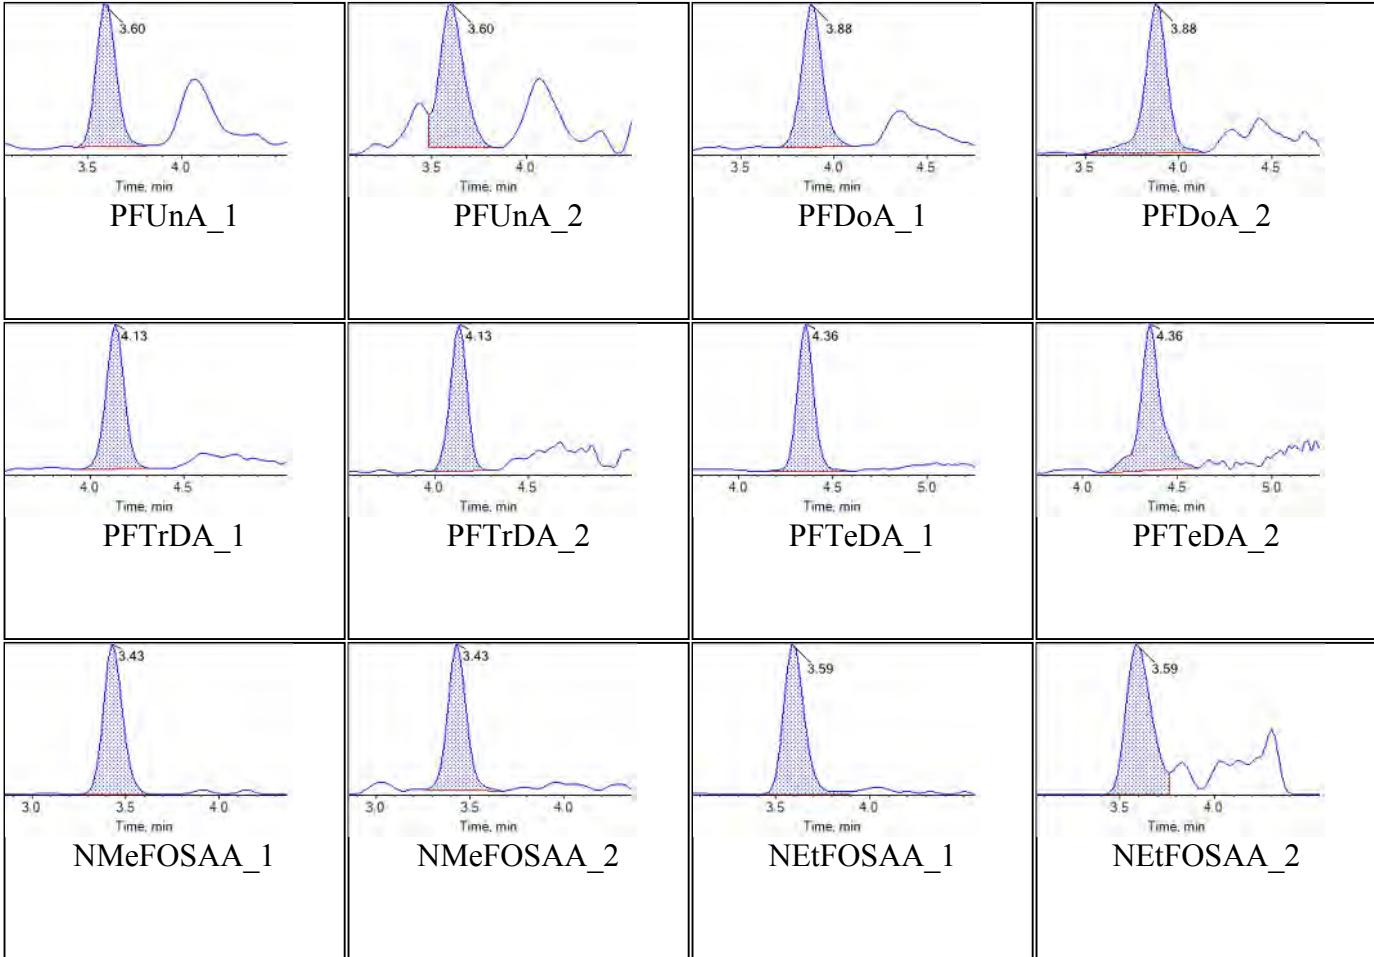 3.60
3.5 4.0
Time, min
PFUnA_1
3.60
3.5 4.0
Time, min
PFUnA_2
3.88
3.5 4.0 4.5
Time, min
PFDoA_1
3.88
3.5 4.0 4.5
Time, min
PFDoA_2
4.13
4.0 4.5
Time, min
PFTrDA_1
4.13
4.0 4.5
Time, min
PFTrDA_2
4.36
4.0 4.5 5.0
Time, min
PFTeDA_1
4.36
4.0 4.5 5.0
Time, min
PFTeDA_2
3.43
3.0 3.5 4.0
Time, min
NMeFOSAA_1
3.43
3.0 3.5 4.0
Time, min
NMeFOSAA_2
3.59
3.5 4.0
Time, min
NEtFOSAA_1
3.59
3.5 4.0
Time, min
NEtFOSAA_2